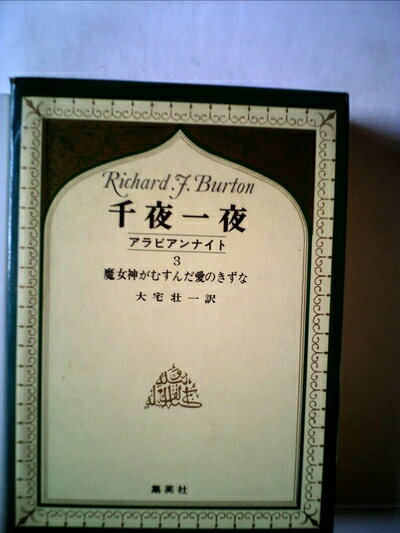 Richard F. Burton
千夜一夜
アラビアンナイト
3
魔女神がむすんだ愛のきずな
大宅壮一訳
集英社